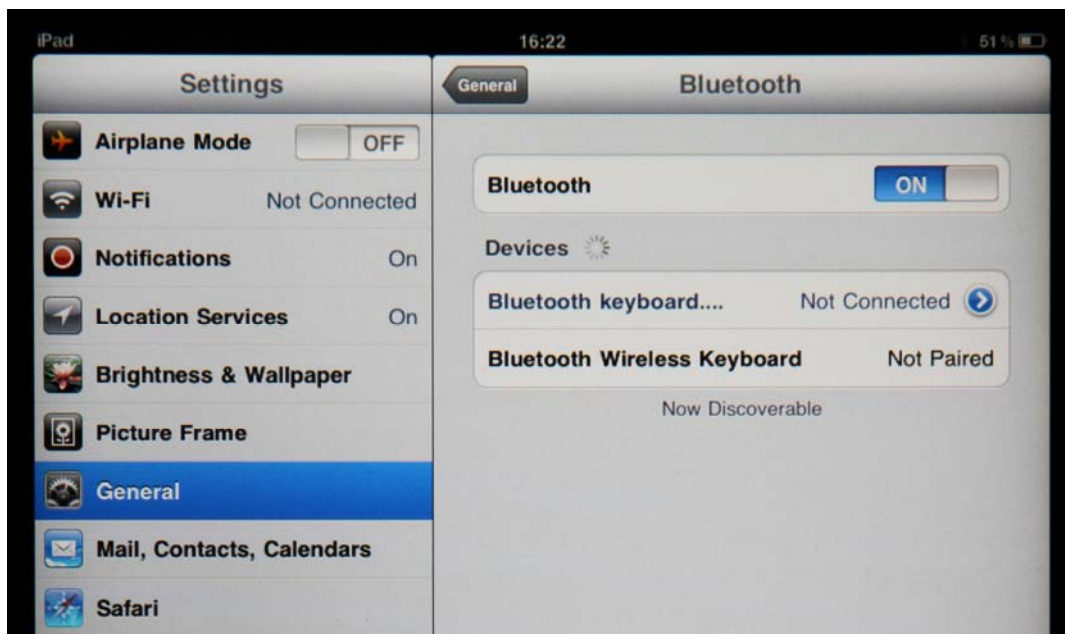 iPad 16:22 51 %
Settings
Airplane Mode OFF
Wi-Fi Not Connected
Notifications On
Location Services On
Brightness & Wallpaper
Picture Frame
General
Mail, Contacts, Calendars
Safari
General Bluetooth
Bluetooth ON
Devices
Bluetooth keyboard.... Not Connected
Bluetooth Wireless Keyboard Not Paired
Now Discoverable